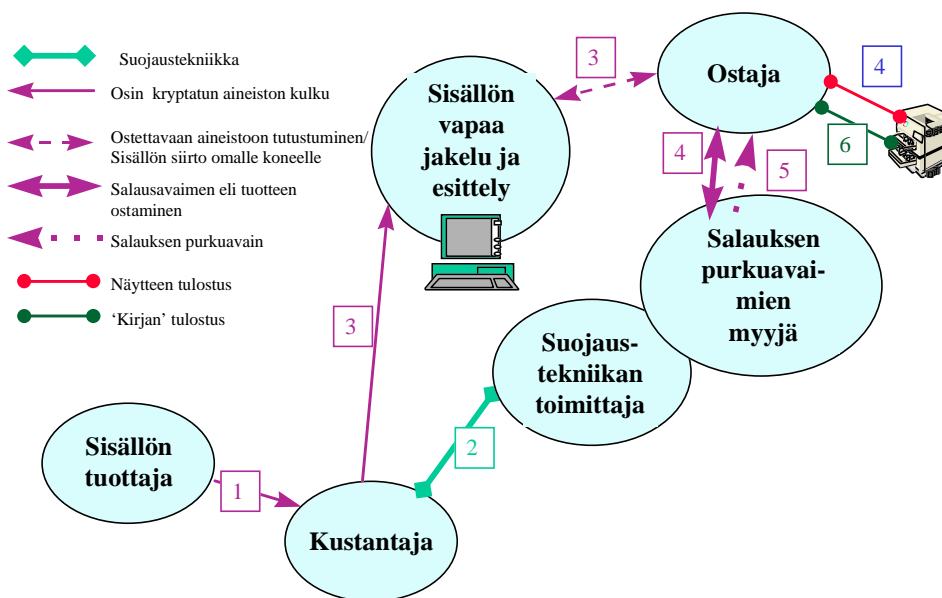 Suojaustekniikka
Osin kryptatun aineiston kulku
Ostettavaan aineistoon tutustuminen/
Sisällön siirto omalle koneelle
Salausavaimen eli tuotteen
ostaminen
Salauksen purkuavain
Näytteen tulostus
‘Kirjan’ tulostus
Sisällön
vapaa
jakelu ja
esittely
3
Ostaja
4
6
4
5
Salauksen
purkuavai-
mien
myyjä
3
Suojaus-
tekniikan
toimittaja
2
Sisällön
tuottaja
1
Kustantaja